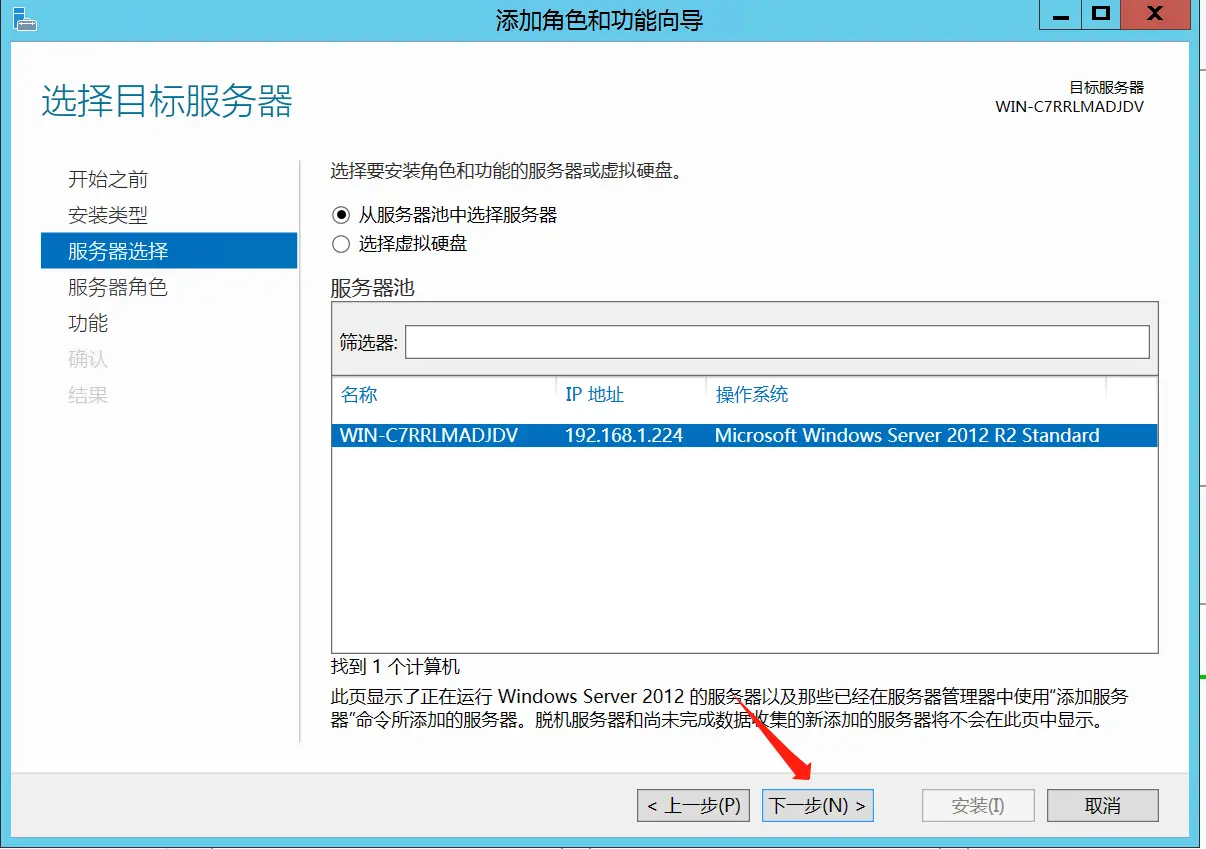 添加角色和功能向导
选择目标服务器
目标服务器
WIN-C7RRLMADJDV
开始之前
安装类型
服务器选择
服务器角色
功能
确认
结果
选择要安装角色和功能的服务器或虚拟硬盘。
从服务器池中选择服务器
选择虚拟硬盘
服务器池
筛选器:
名称 IP 地址 操作系统
WIN-C7RRLMADJDV 192.168.1.224 Microsoft Windows Server 2012 R2 Standard
找到 1 个计算机
此页显示了正在运行 Windows Server 2012 的服务器以及那些已经在服务器管理器中使用“添加服务
器”命令所添加的服务器。脱机服务器和尚未完成数据收集的新添加的服务器将不会在此页中显示。
< 上一步(P) 下一步(N) > 安装(I) 取消